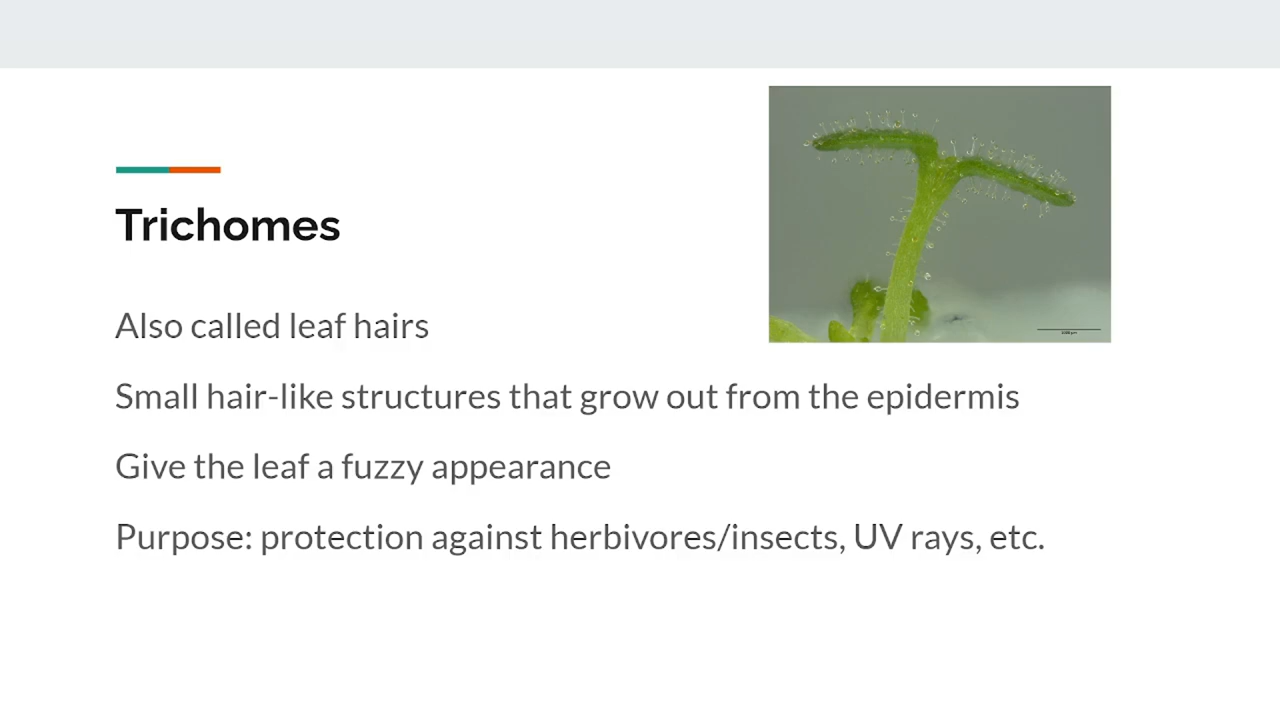 Trichomes
Also called leaf hairs
Small hair-like structures that grow out from the epidermis
Give the leaf a fuzzy appearance
Purpose: protection against herbivores/insects, UV rays, etc.